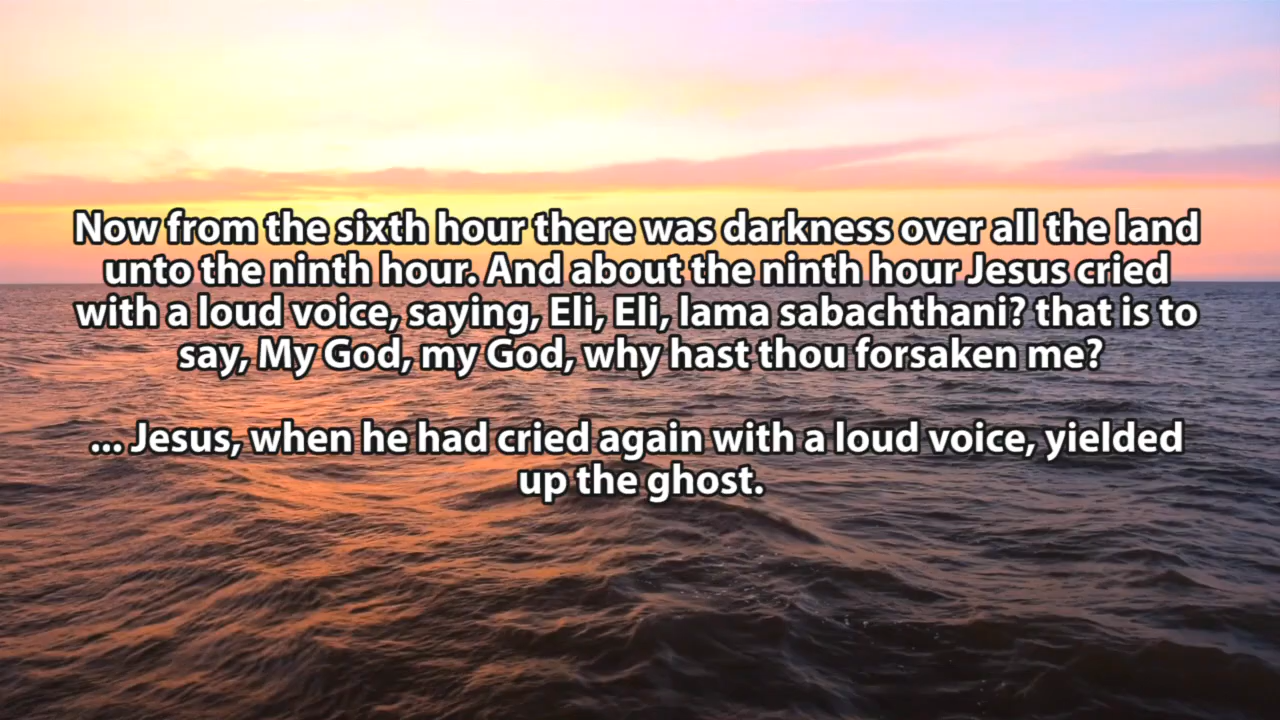 Now from the sixth hour there was darkness over all the land
unto the ninth hour. And about the ninth hour Jesus cried
with a loud voice, saying, Eli, Eli, lama sabachthani? that is to
say, My God, my God, why hast thou forsaken me?
... Jesus, when he had cried again with a loud voice, yielded
up the ghost.